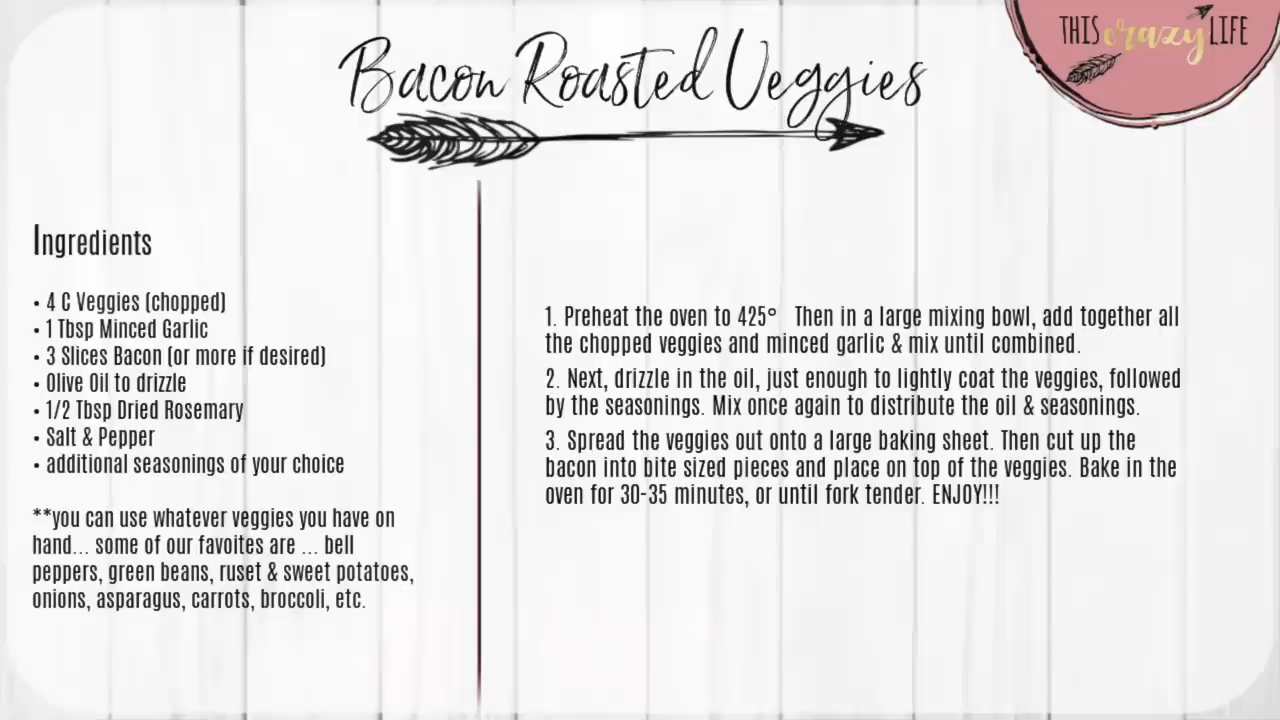 Bacon Roasted Veggies
THIS crazy LIFE
Ingredients
• 4 C Veggies (chopped)
• 1 Tbsp Minced Garlic
• 3 Slices Bacon (or more if desired)
• Olive Oil to drizzle
• 1/2 Tbsp Dried Rosemary
• Salt & Pepper
• additional seasonings of your choice
**you can use whatever veggies you have on
hand... some of our favoites are ... bell
peppers, green beans, ruset & sweet potatoes,
onions, asparagus, carrots, broccoli, etc.
1. Preheat the oven to 425° Then in a large mixing bowl, add together all
the chopped veggies and minced garlic & mix until combined.
2. Next, drizzle in the oil, just enough to lightly coat the veggies, followed
by the seasonings. Mix once again to distribute the oil & seasonings.
3. Spread the veggies out onto a large baking sheet. Then cut up the
bacon into bite sized pieces and place on top of the veggies. Bake in the
oven for 30-35 minutes, or until fork tender. ENJOY!!!